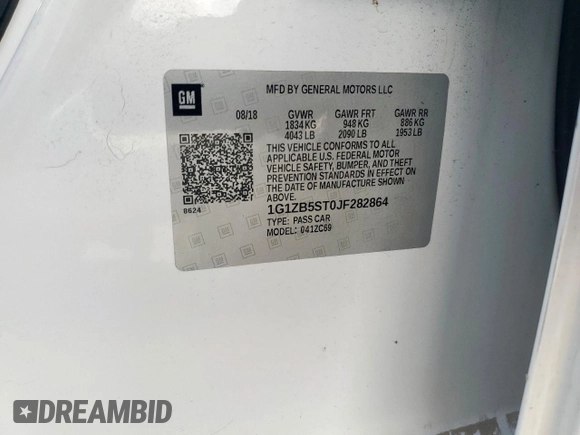 GM
MFD BY GENERAL MOTORS LLC
08/18 GVWR GAWR FRT GAWR RR
1834 KG 948 KG 886 KG
4043 LB 2090 LB 1953 LB
THIS VEHICLE CONFORMS TO ALL
APPLICABLE U.S. FEDERAL MOTOR
VEHICLE SAFETY, BUMPER, AND THEFT
PREVENTION STANDARDS IN EFFECT ON
THE DATE OF MANUFACTURE SHOWN
ABOVE.
8624
1G1ZB5ST0JF282864
TYPE: PASS CAR
MODEL: 041ZC69
DREAMBID